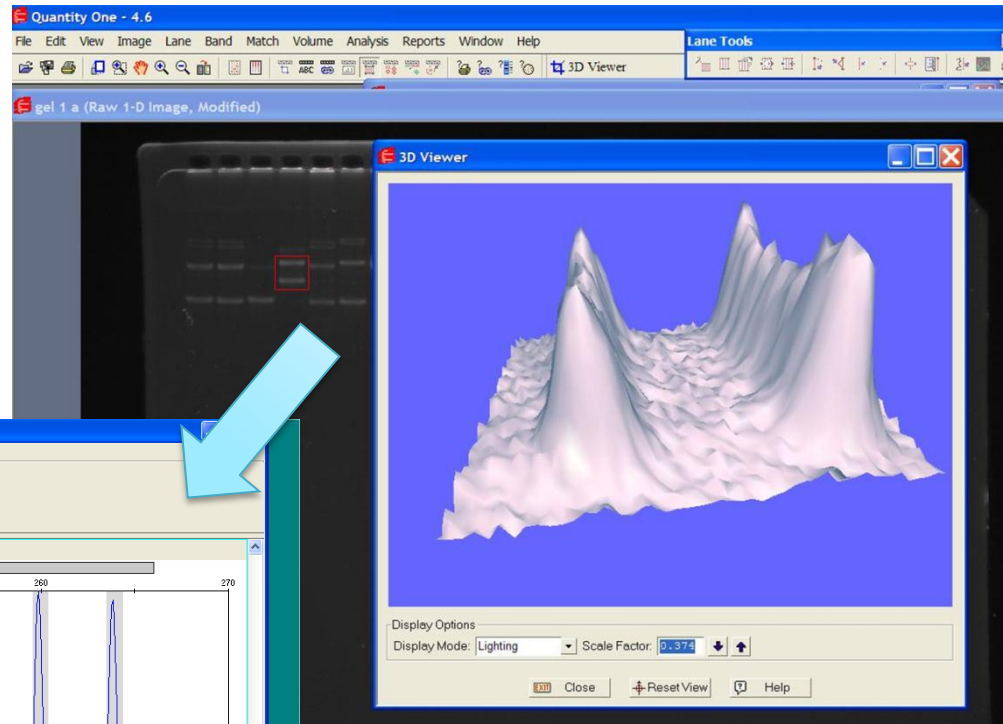 Quantity One - 4.6
File Edit View Image Lane Band Match Volume Analysis Reports Window Help
Lane Tools
ABC
3D Viewer
gel 1 a (Raw 1-D Image, Modified)
3D Viewer
260
270
Display Options
Display Mode: Lighting Scale Factor: 0.374
EXIT Close Reset View ? Help